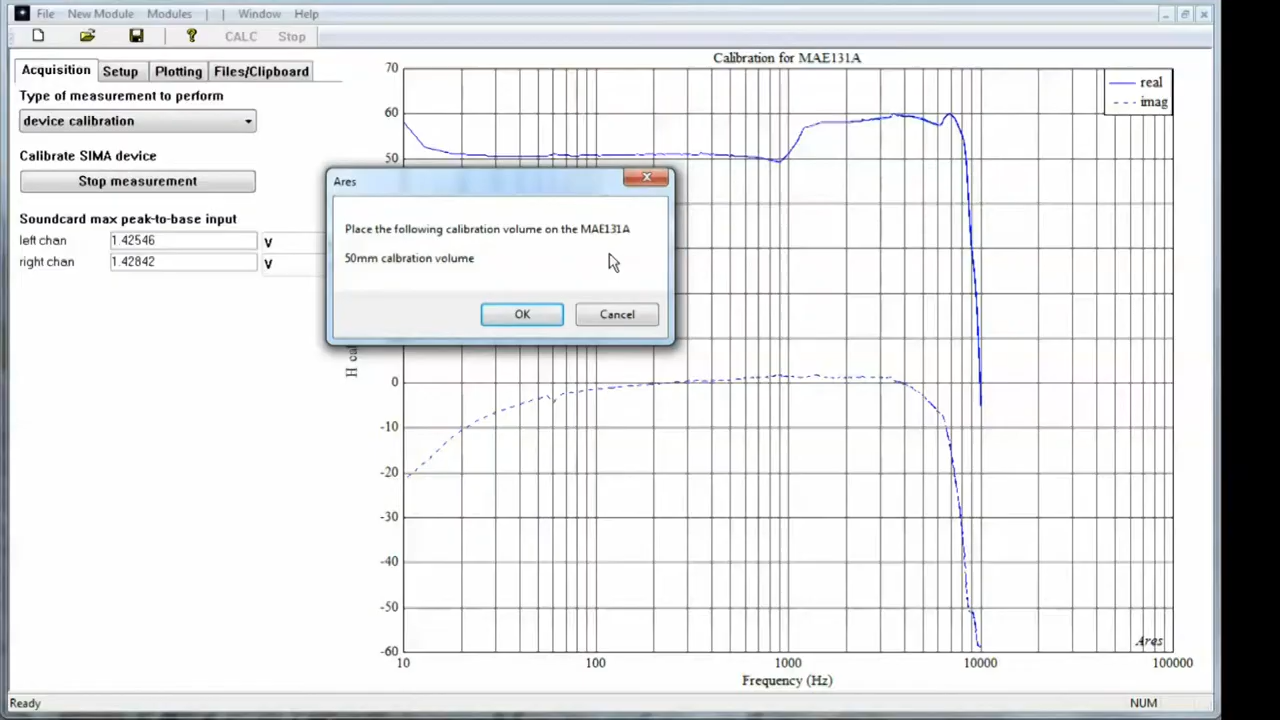 File New Module Modules | | Window Help
CALC Stop
Acquisition Setup Plotting Files/Clipboard
Type of measurement to perform
device calibration
Calibrate SIMA device
Stop measurement
Soundcard max peak-to-base input
left chan 1.42546 V
right chan 1.42842 V
Calibration for MAE131A
real
imag
70
60
50
Ares
Place the following calibration volume on the MAE131A
50mm calbration volume
OK Cancel
H cal
0
-10
-20
-30
-40
-50
-60
Ares
10 100 1000 10000 100000
Frequency (Hz)
Ready NUM